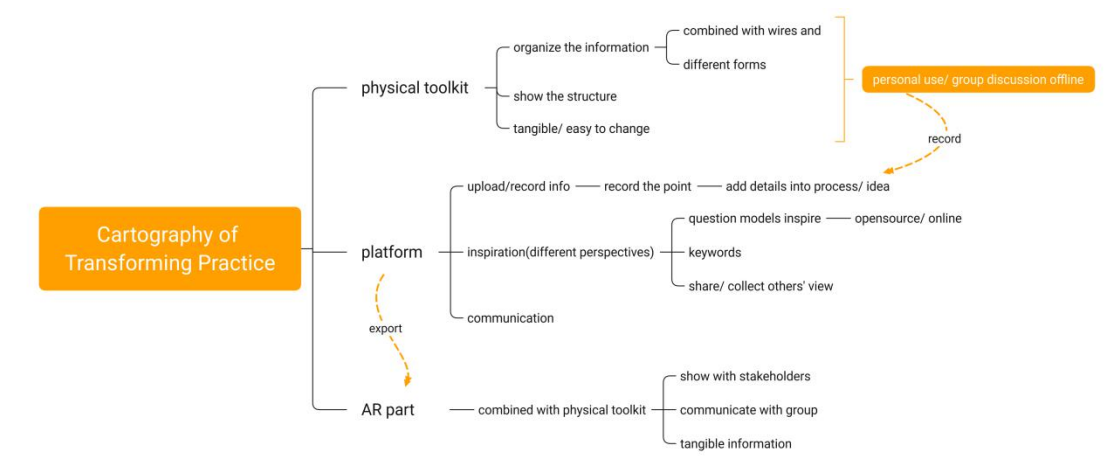 Cartography of
Transforming Practice
physical toolkit
organize the information
combined with wires and
different forms
show the structure
tangible/ easy to change
personal use/ group discussion offline
record
platform
upload/record info
record the point
add details into process/ idea
inspiration(different perspectives)
question models inspire
opensource/ online
keywords
share/ collect others' view
communication
export
AR part
combined with physical toolkit
show with stakeholders
communicate with group
tangible information